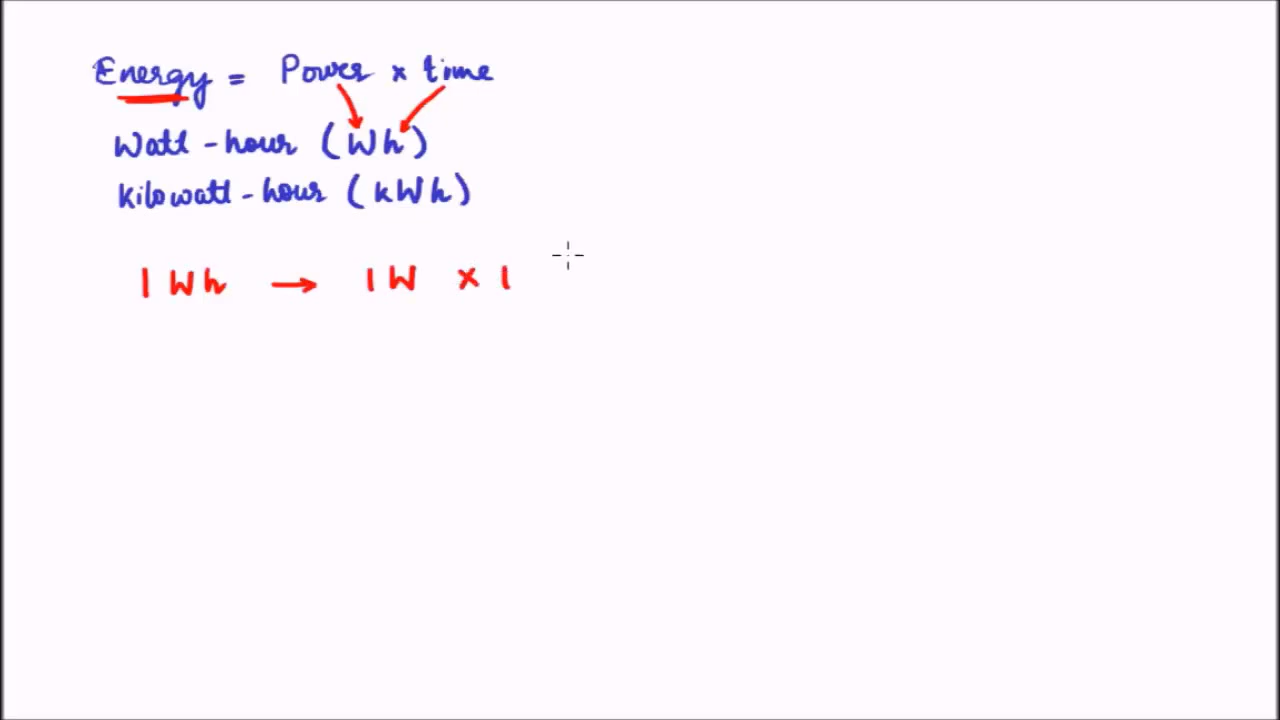 Energy = Power × time
Watt - hour (Wh)
Kilowatt - hour (kWh)
1 Wh → 1 W × 1